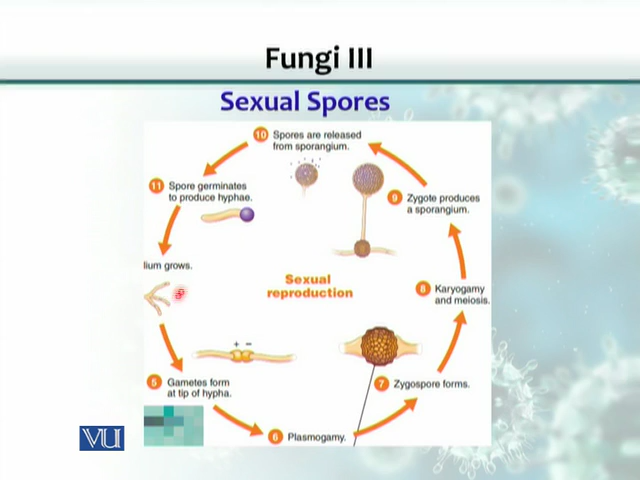 Fungi III
Sexual Spores
10 Spores are released
from sporangium.
11 Spore germinates
to produce hyphae.
9 Zygote produces
a sporangium.
lium grows.
Sexual
reproduction
8 Karyogamy
and meiosis.
+ −
5 Gametes form
at tip of hypha.
7 Zygospore forms.
6 Plasmogamy.
VU